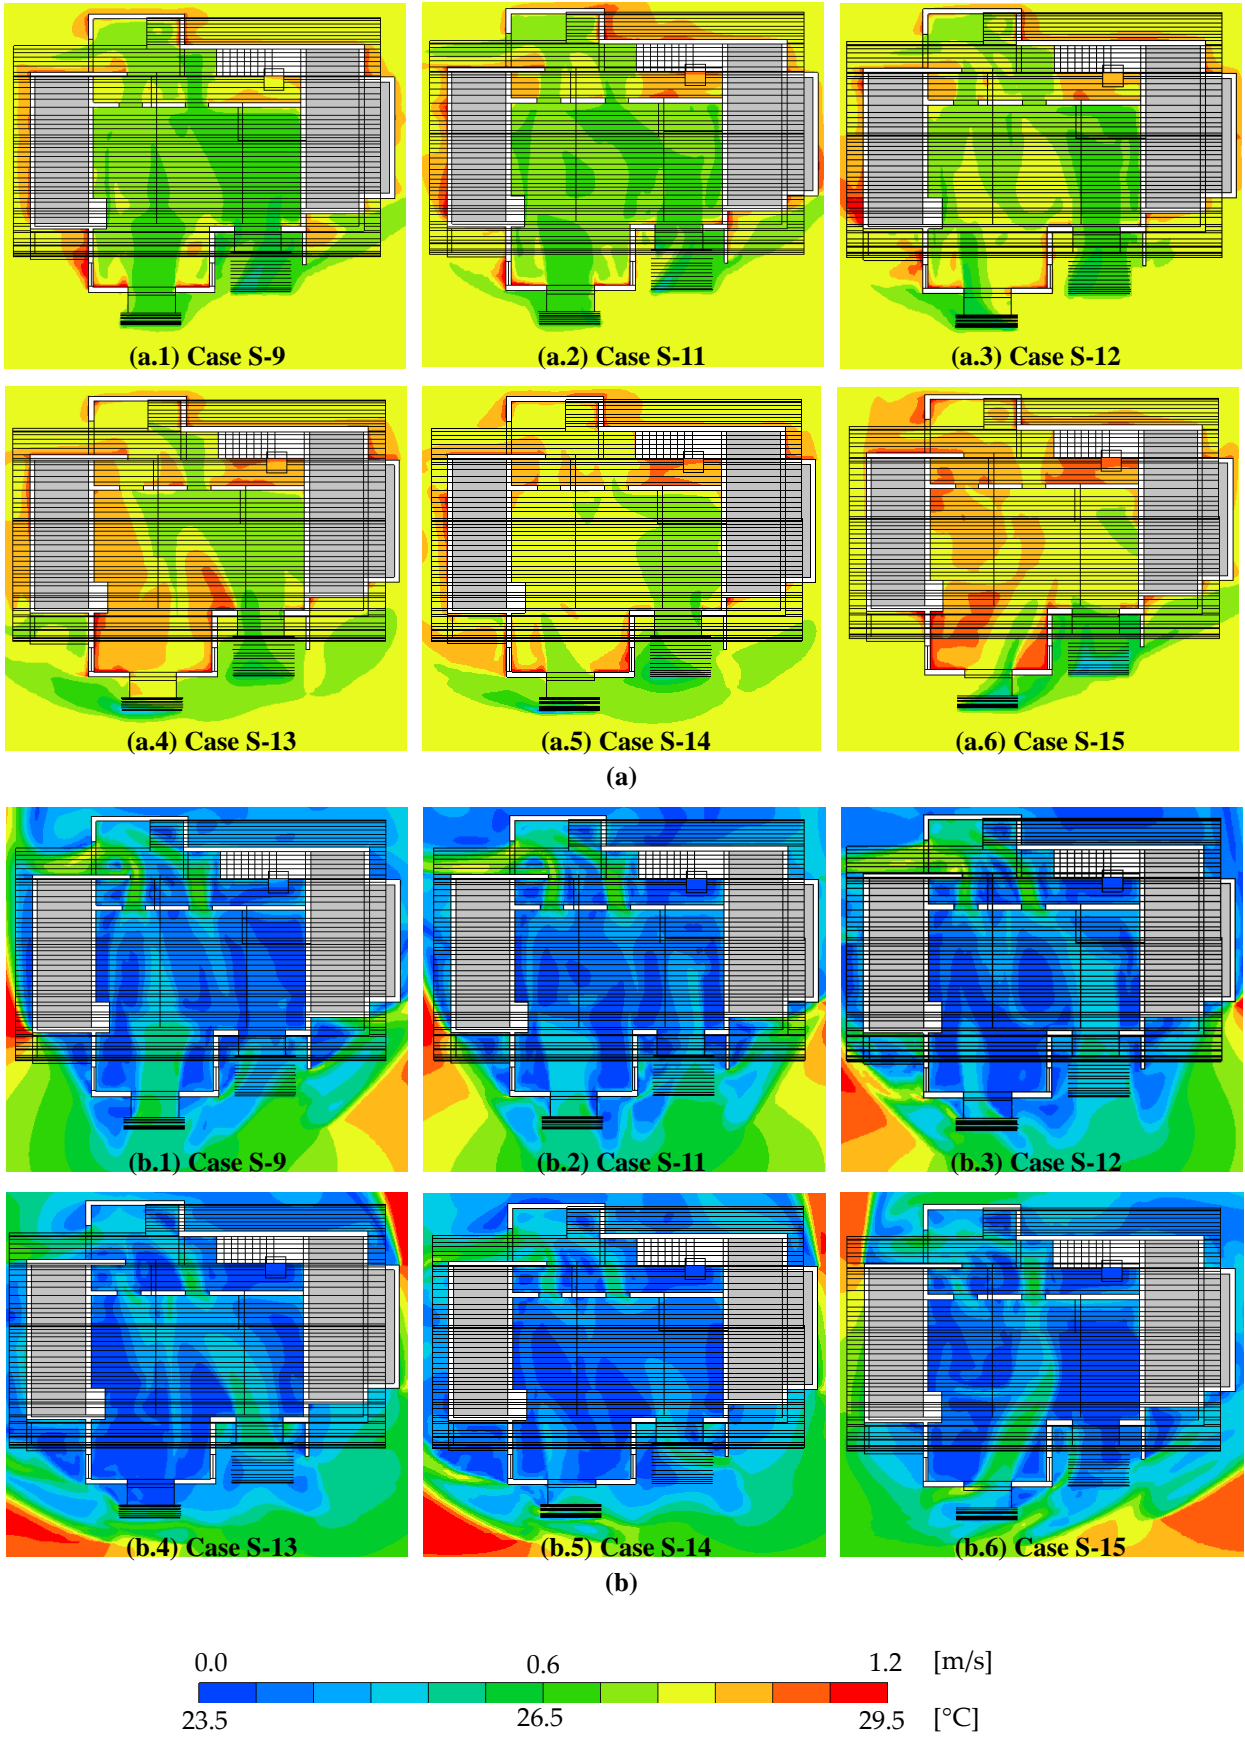 (a.1) Case S-9
(a.2) Case S-11
(a.3) Case S-12
(a.4) Case S-13
(a.5) Case S-14
(a.6) Case S-15
(a)
(b.1) Case S-9
(b.2) Case S-11
(b.3) Case S-12
(b.4) Case S-13
(b.5) Case S-14
(b.6) Case S-15
(b)
0.0 0.6 1.2 [m/s]
23.5 26.5 29.5 [°C]